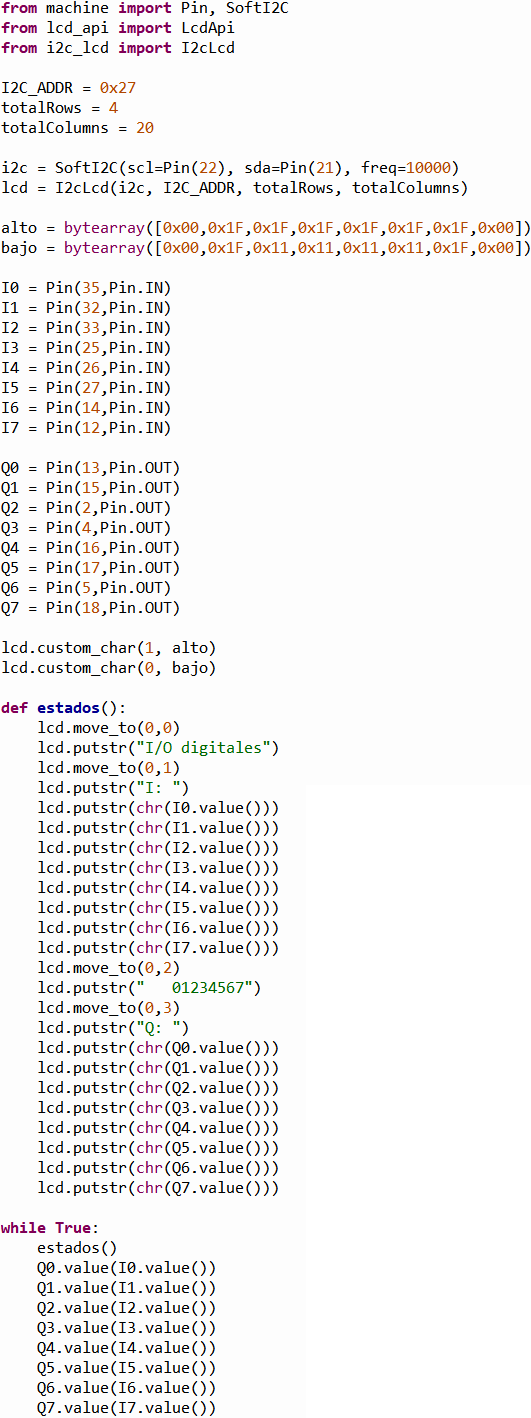 from machine import Pin, SoftI2C
from lcd_api import LcdApi
from i2c_lcd import I2cLcd

I2C_ADDR = 0x27
totalRows = 4
totalColumns = 20

i2c = SoftI2C(scl=Pin(22), sda=Pin(21), freq=10000)
lcd = I2cLcd(i2c, I2C_ADDR, totalRows, totalColumns)

alto = bytearray([0x00,0x1F,0x1F,0x1F,0x1F,0x1F,0x1F,0x00])
bajo = bytearray([0x00,0x1F,0x11,0x11,0x11,0x11,0x1F,0x00])

I0 = Pin(35,Pin.IN)
I1 = Pin(32,Pin.IN)
I2 = Pin(33,Pin.IN)
I3 = Pin(25,Pin.IN)
I4 = Pin(26,Pin.IN)
I5 = Pin(27,Pin.IN)
I6 = Pin(14,Pin.IN)
I7 = Pin(12,Pin.IN)

Q0 = Pin(13,Pin.OUT)
Q1 = Pin(15,Pin.OUT)
Q2 = Pin(2,Pin.OUT)
Q3 = Pin(4,Pin.OUT)
Q4 = Pin(16,Pin.OUT)
Q5 = Pin(17,Pin.OUT)
Q6 = Pin(5,Pin.OUT)
Q7 = Pin(18,Pin.OUT)

lcd.custom_char(1, alto)
lcd.custom_char(0, bajo)

def estados():
    lcd.move_to(0,0)
    lcd.putstr("I/O digitales")
    lcd.move_to(0,1)
    lcd.putstr("I: ")
    lcd.putstr(chr(I0.value()))
    lcd.putstr(chr(I1.value()))
    lcd.putstr(chr(I2.value()))
    lcd.putstr(chr(I3.value()))
    lcd.putstr(chr(I4.value()))
    lcd.putstr(chr(I5.value()))
    lcd.putstr(chr(I6.value()))
    lcd.putstr(chr(I7.value()))
    lcd.move_to(0,2)
    lcd.putstr("   01234567")
    lcd.move_to(0,3)
    lcd.putstr("Q: ")
    lcd.putstr(chr(Q0.value()))
    lcd.putstr(chr(Q1.value()))
    lcd.putstr(chr(Q2.value()))
    lcd.putstr(chr(Q3.value()))
    lcd.putstr(chr(Q4.value()))
    lcd.putstr(chr(Q5.value()))
    lcd.putstr(chr(Q6.value()))
    lcd.putstr(chr(Q7.value()))

while True:
    estados()
    Q0.value(I0.value())
    Q1.value(I1.value())
    Q2.value(I2.value())
    Q3.value(I3.value())
    Q4.value(I4.value())
    Q5.value(I5.value())
    Q6.value(I6.value())
    Q7.value(I7.value())